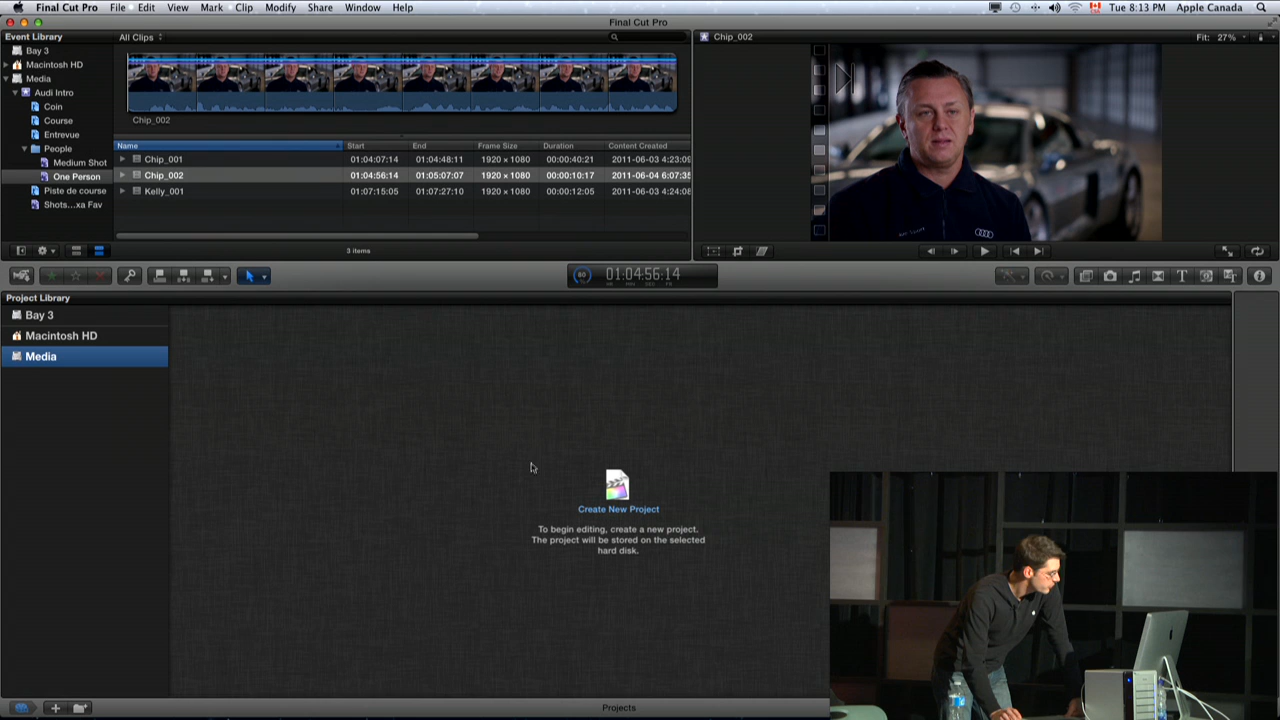 Final Cut Pro File Edit View Mark Clip Modify Share Window Help Tue 8:13 PM Apple Canada
Final Cut Pro
Event Library
Bay 3
Macintosh HD
Media
Audi Intro
Coin
Course
Entrevue
People
Medium Shot
One Person
Piste de course
Shots...xa Fav
All Clips
Chip_002
Name Start End Frame Size Duration Content Created
Chip_001 01:04:07:14 01:04:48:11 1920 × 1080 00:00:40:21 2011-06-03 4:23:09
Chip_002 01:04:56:14 01:05:07:07 1920 × 1080 00:00:10:17 2011-06-04 6:07:35
Kelly_001 01:07:15:05 01:07:27:10 1920 × 1080 00:00:12:05 2011-06-03 4:24:08
3 items
Chip_002 Fit: 27%
80 01:04:56:14
HR MIN SEC FR
Project Library
Bay 3
Macintosh HD
Media
Create New Project
To begin editing, create a new project.
The project will be stored on the selected
hard disk.
Projects